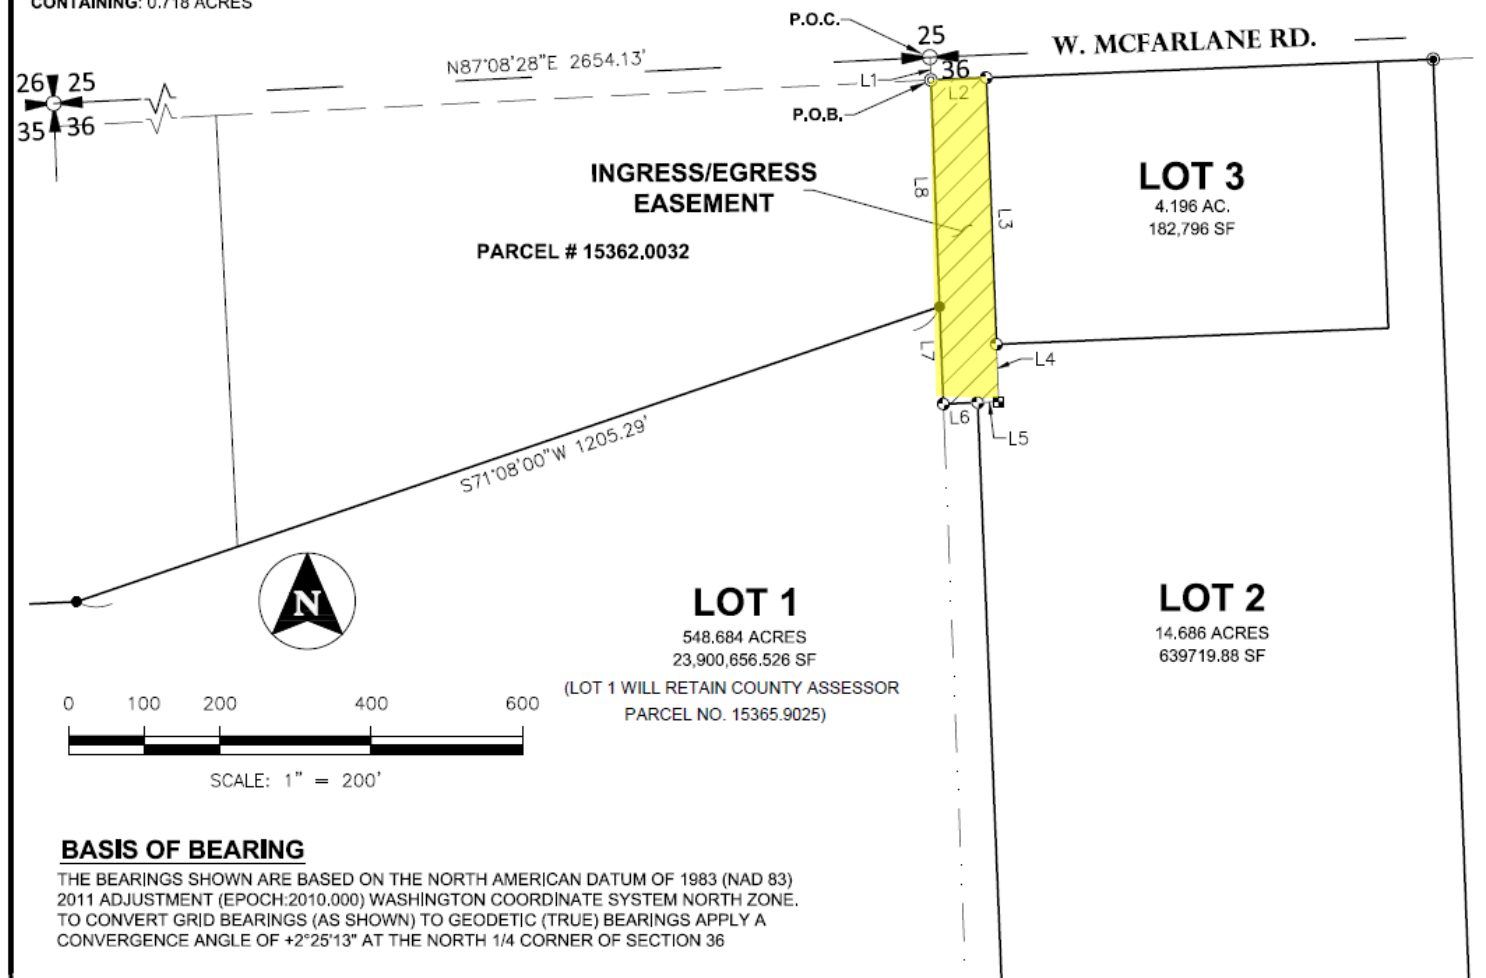 CONTAINING: 0.718 ACRES
P.O.C.
25
W. MCFARLANE RD.
N87°08'28"E 2654.13'
26 25
35 36
L1
36
L2
P.O.B.
INGRESS/EGRESS
EASEMENT
L8
L3
LOT 3
4.196 AC.
182,796 SF
PARCEL # 15362.0032
L7
L4
L6
L5
S71°08'00"W 1205.29'
N
LOT 1
548.684 ACRES
23,900,656.526 SF
(LOT 1 WILL RETAIN COUNTY ASSESSOR
PARCEL NO. 15365.9025)
LOT 2
14.686 ACRES
639719.88 SF
0 100 200 400 600
SCALE: 1" = 200'
BASIS OF BEARING
THE BEARINGS SHOWN ARE BASED ON THE NORTH AMERICAN DATUM OF 1983 (NAD 83)
2011 ADJUSTMENT (EPOCH:2010.000) WASHINGTON COORDINATE SYSTEM NORTH ZONE.
TO CONVERT GRID BEARINGS (AS SHOWN) TO GEODETIC (TRUE) BEARINGS APPLY A
CONVERGENCE ANGLE OF +2°25'13" AT THE NORTH 1/4 CORNER OF SECTION 36